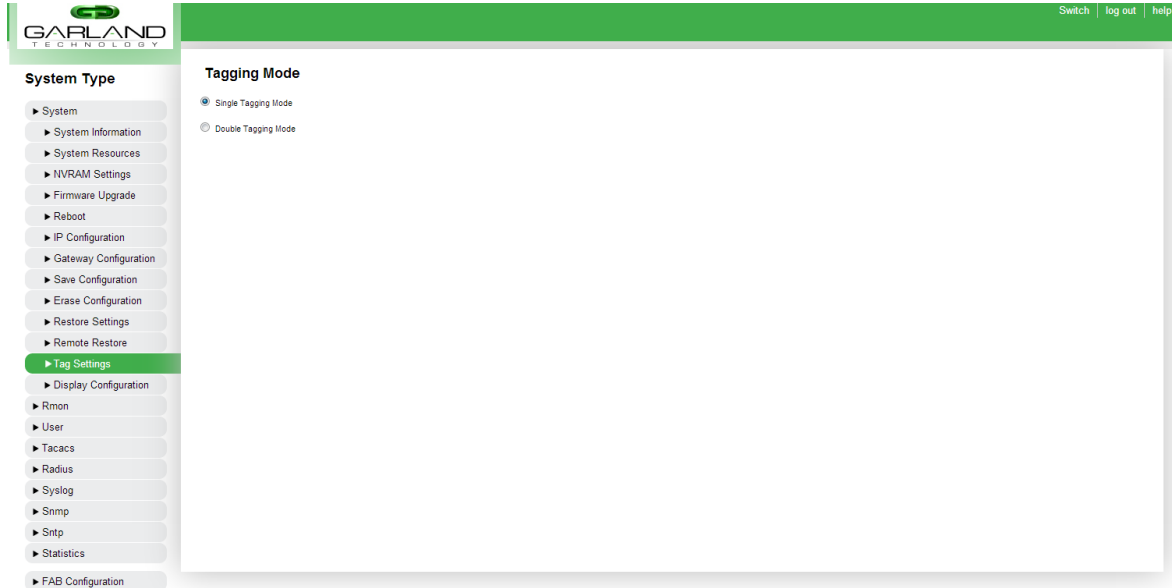 GARLAND
TECHNOLOGY
Switch log out help
System Type
System
System Information
System Resources
NVRAM Settings
Firmware Upgrade
Reboot
IP Configuration
Gateway Configuration
Save Configuration
Erase Configuration
Restore Settings
Remote Restore
Tag Settings
Display Configuration
Rmon
User
Tacacs
Radius
Syslog
Snmp
Sntp
Statistics
FAB Configuration
Tagging Mode
Single Tagging Mode
Double Tagging Mode